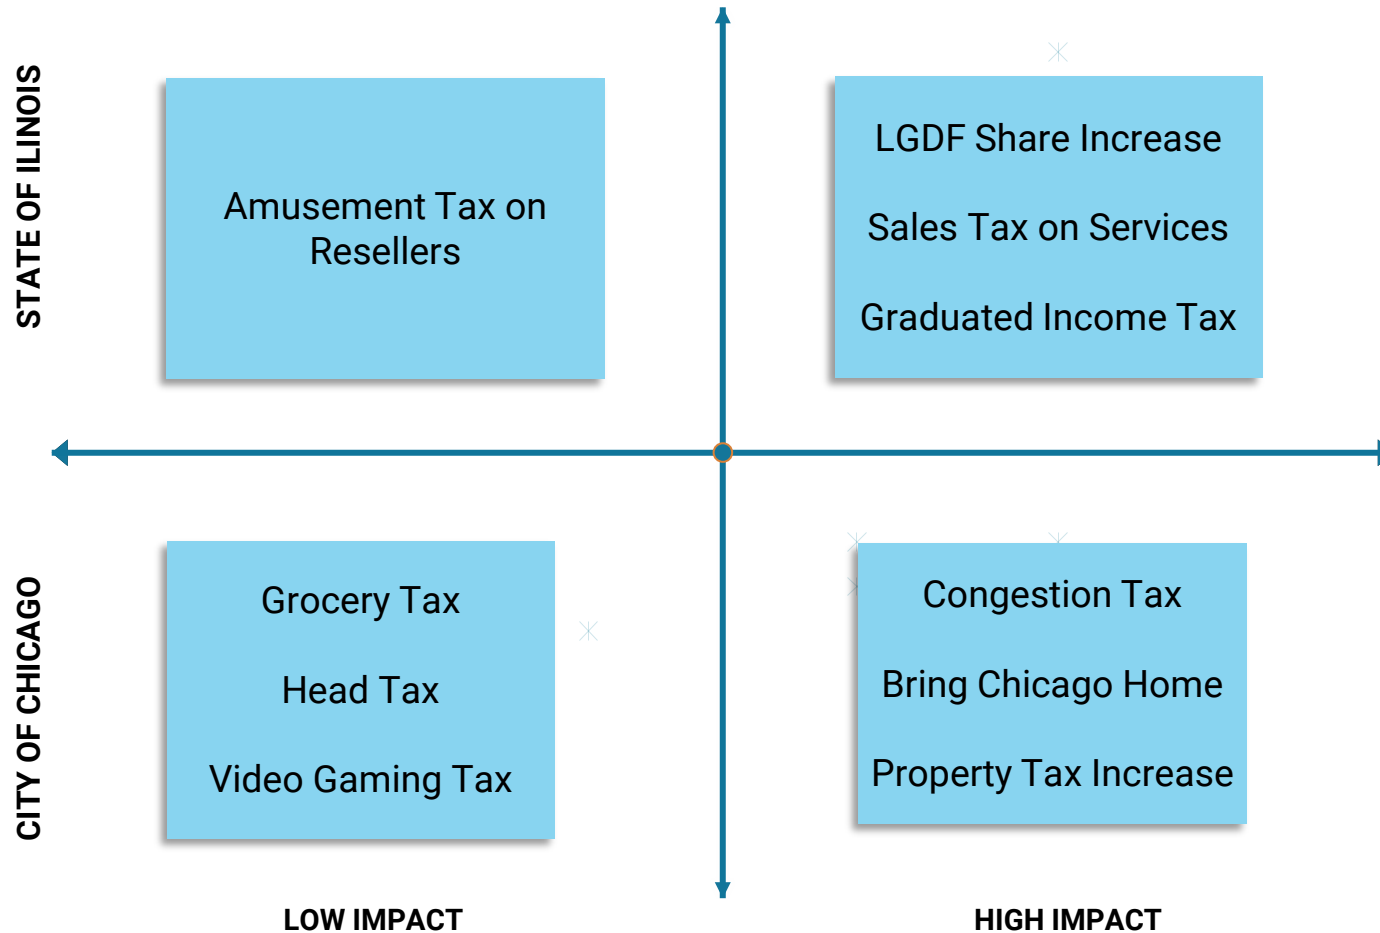 STATE OF ILINOIS
Amusement Tax on
Resellers
LGDF Share Increase
Sales Tax on Services
Graduated Income Tax
CITY OF CHICAGO
Grocery Tax
Head Tax
Video Gaming Tax
Congestion Tax
Bring Chicago Home
Property Tax Increase
LOW IMPACT
HIGH IMPACT